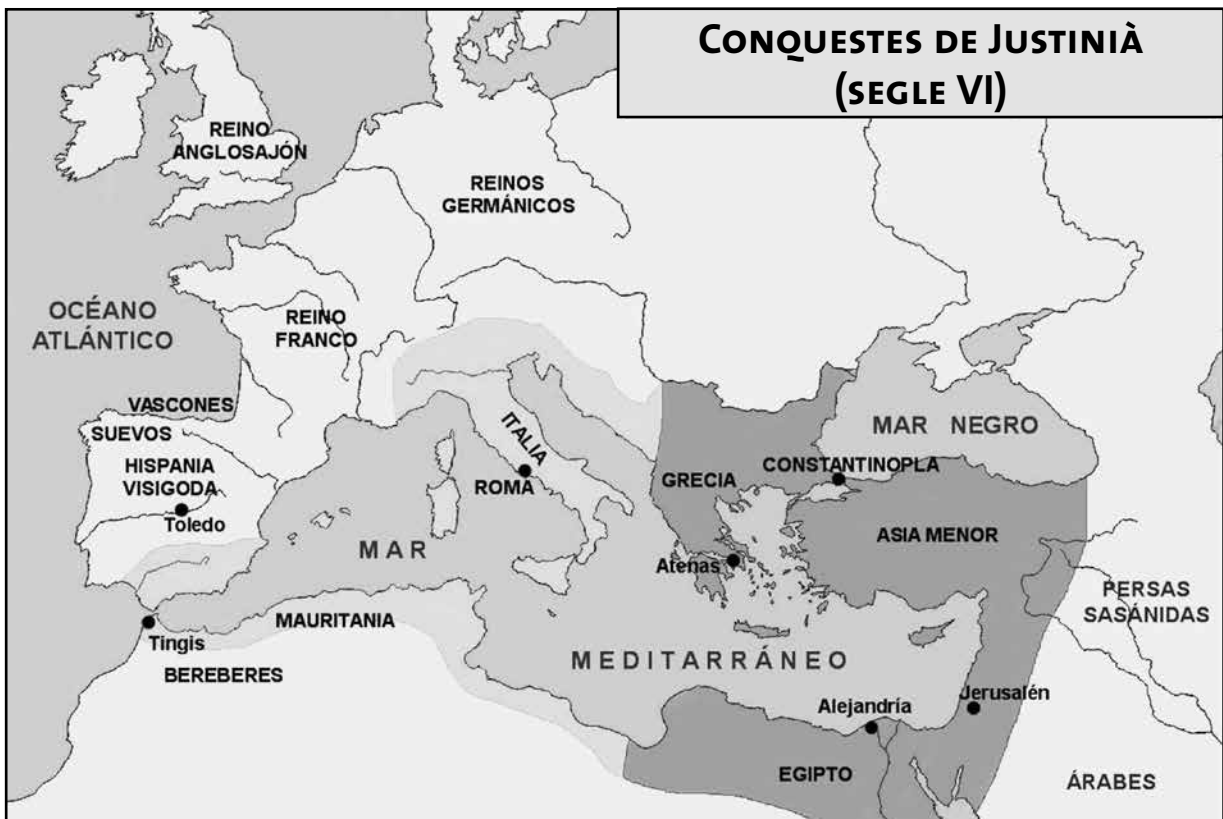 CONQUESTES DE JUSTINIÀ
(SEGLE VI)
REINO
ANGLOSAJÓN
REINOS
GERMÁNICOS
OCÉANO
ATLÁNTICO
REINO
FRANCO
VASCONES
SUEVOS
HISPANIA
VISIGODA
Toledo
ITALIA
ROMA
MAR NEGRO
CONSTANTINOPLA
GRECIA
ASIA MENOR
Atenas
MAR
MEDITARRÁNEO
PERSAS
SASÁNIDAS
MAURITANIA
Tingis
BEREBERES
Alejandría
Jerusalén
EGIPTO
ÁRABES